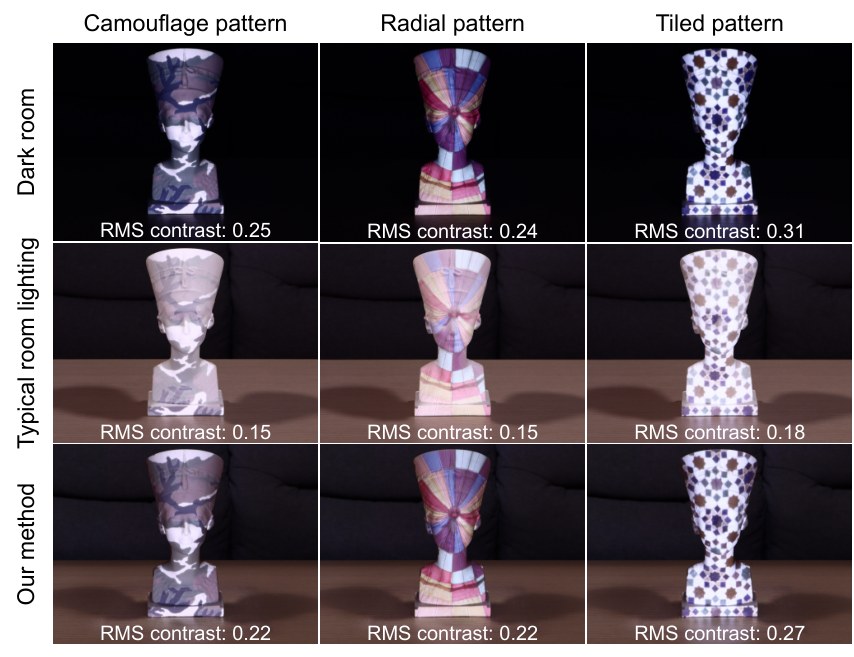 Camouflage pattern
Radial pattern
Tiled pattern
Dark room
RMS contrast: 0.25
RMS contrast: 0.24
RMS contrast: 0.31
Typical room lighting
RMS contrast: 0.15
RMS contrast: 0.15
RMS contrast: 0.18
Our method
RMS contrast: 0.22
RMS contrast: 0.22
RMS contrast: 0.27